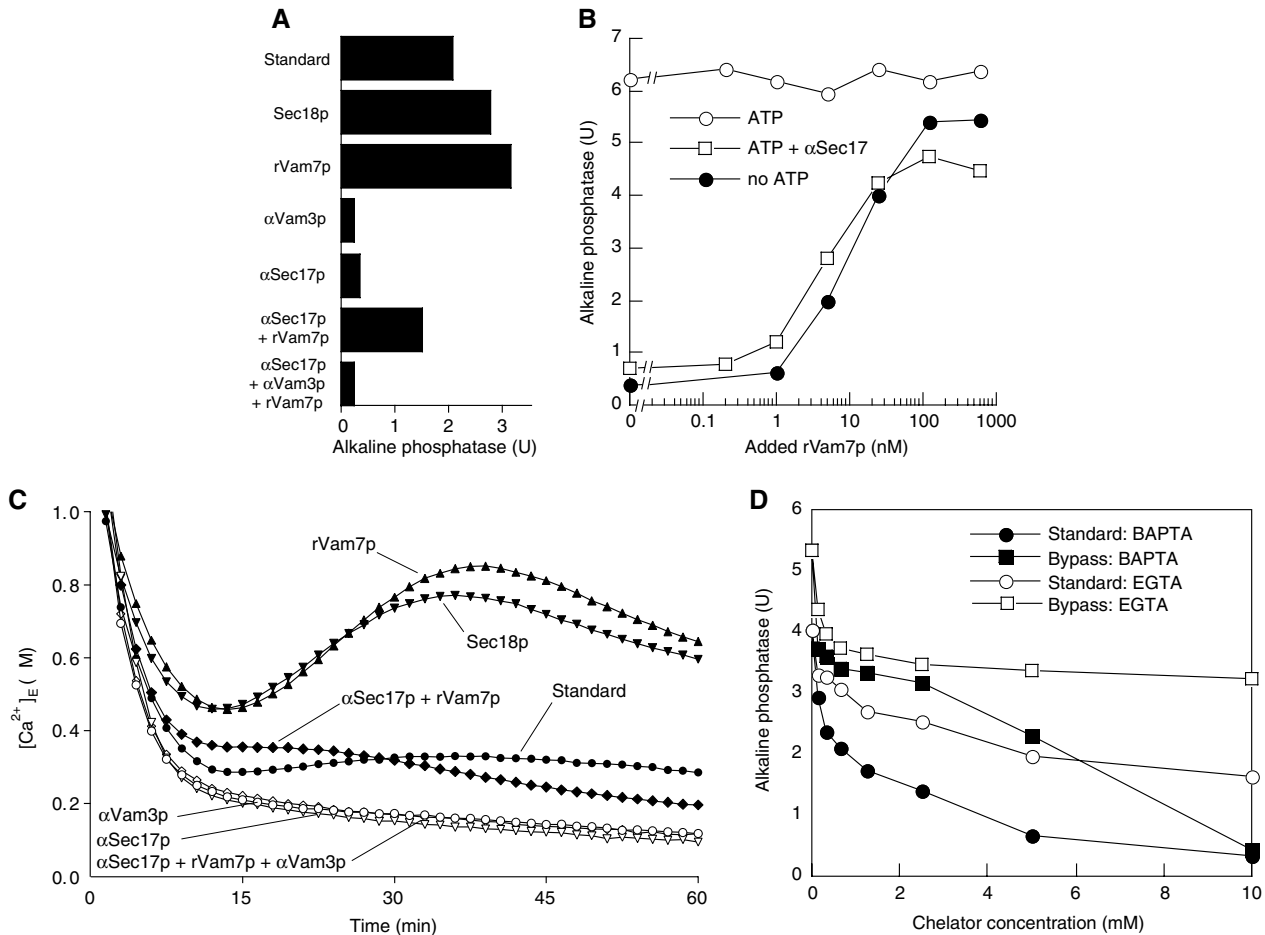 A
Standard
Sec18p
rVam7p
αVam3p
αSec17p
αSec17p
+ rVam7p
αSec17p
+ αVam3p
+ rVam7p
0 1 2 3
Alkaline phosphatase (U)
B
7
6
5
4
3
2
1
0
Alkaline phosphatase (U)
ATP
ATP + αSec17
no ATP
0 0.1 1 10 100 1000
Added rVam7p (nM)
C
1.0
0.8
0.6
0.4
0.2
0.0
[Ca2+]E ( M)
rVam7p
Sec18p
αSec17p + rVam7p
Standard
αVam3p
αSec17p
αSec17p + rVam7p + αVam3p
0 15 30 45 60
Time (min)
D
6
5
4
3
2
1
0
Alkaline phosphatase (U)
Standard: BAPTA
Bypass: BAPTA
Standard: EGTA
Bypass: EGTA
0 2 4 6 8 10
Chelator concentration (mM)